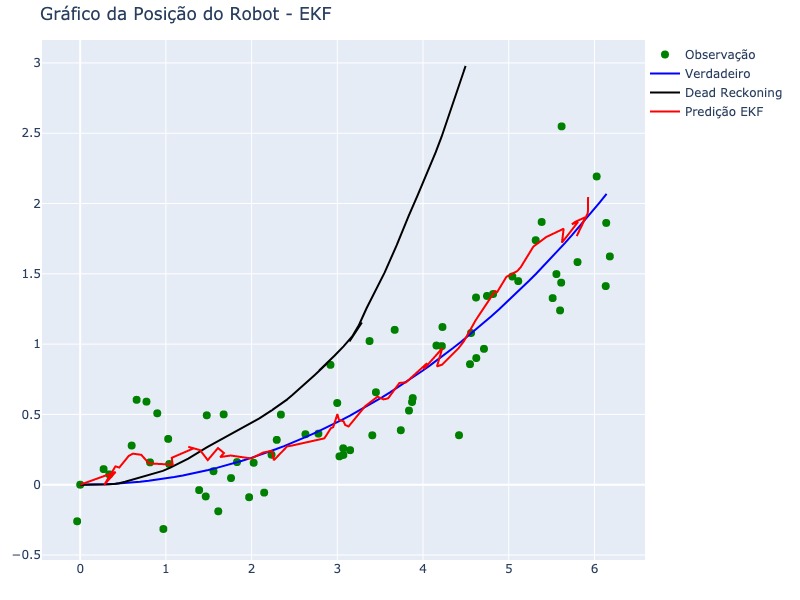 Gráfico da Posição do Robot - EKF
Observação
Verdadeiro
Dead Reckoning
Predição EKF
3
2.5
2
1.5
1
0.5
0
−0.5
0 1 2 3 4 5 6